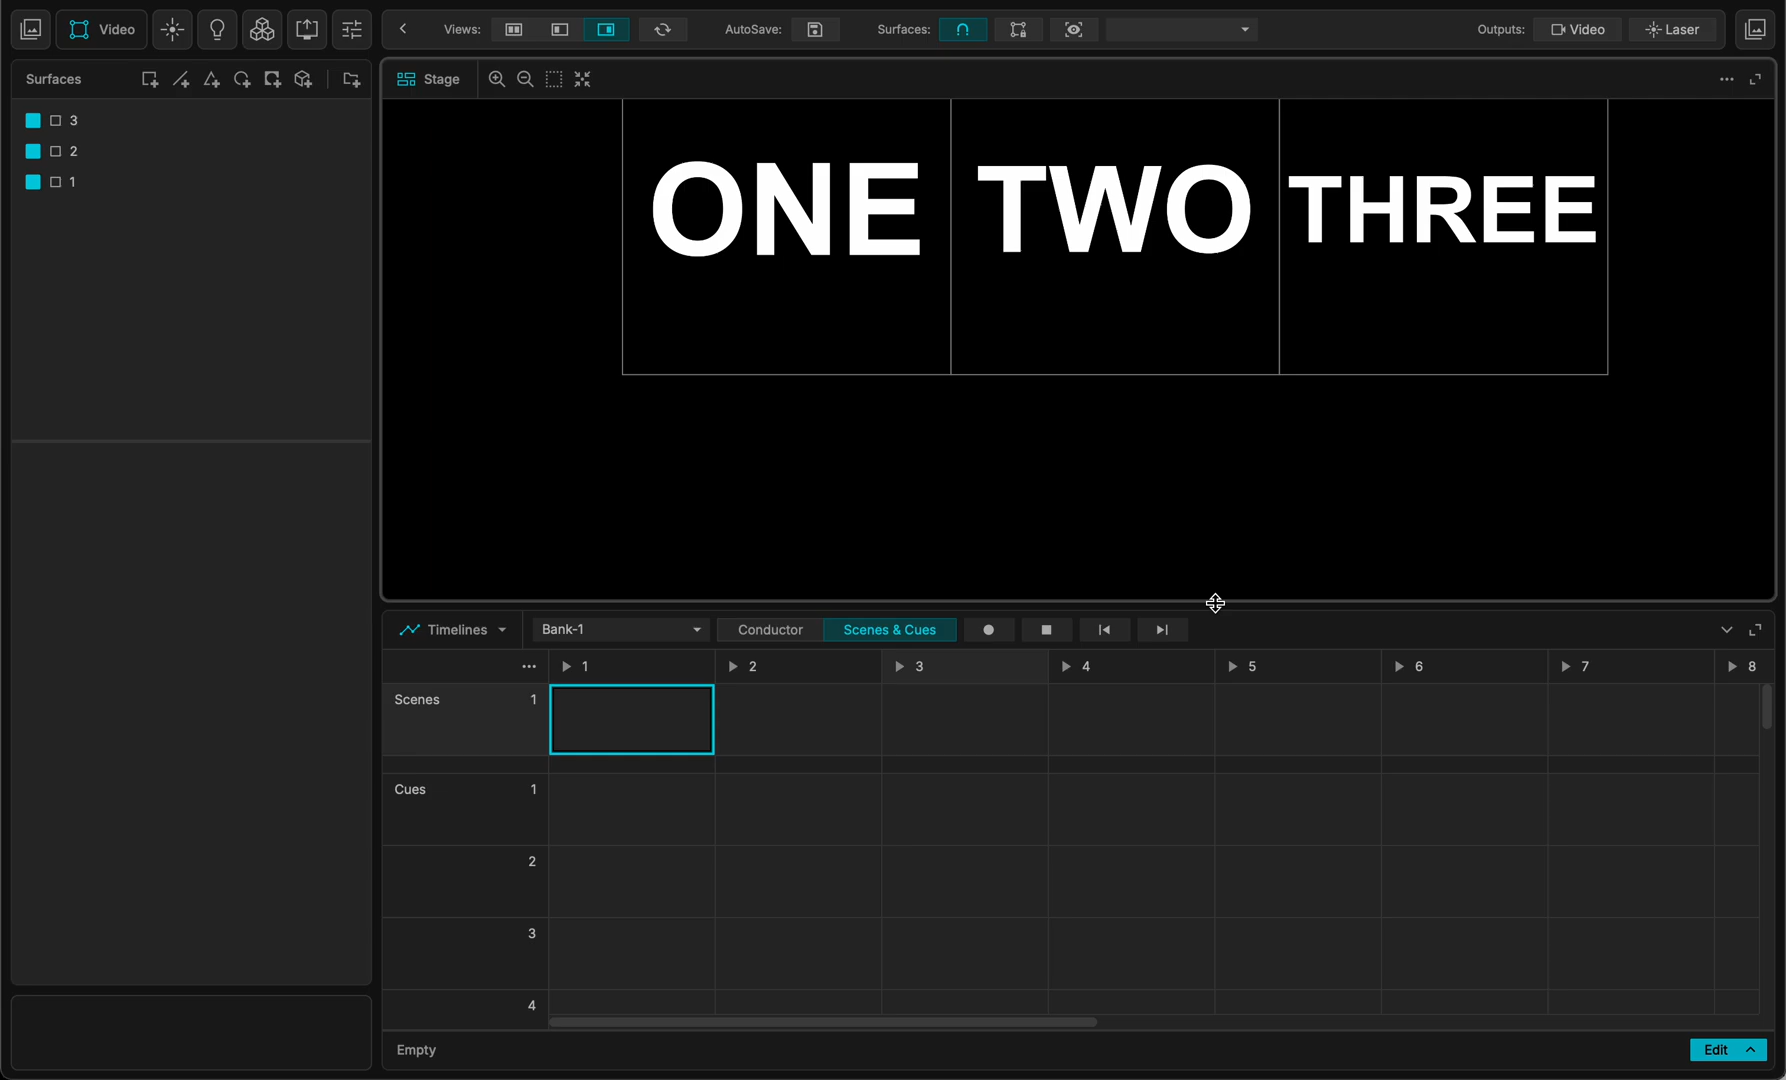 Video
Views:
AutoSave:
Surfaces:
Outputs:
Video
Laser
Surfaces
Stage
3
2
1
ONE
TWO
THREE
Timelines
Bank-1
Conductor
Scenes & Cues
1
2
3
4
5
6
7
8
Scenes 1
Cues 1
2
3
4
Empty
Edit